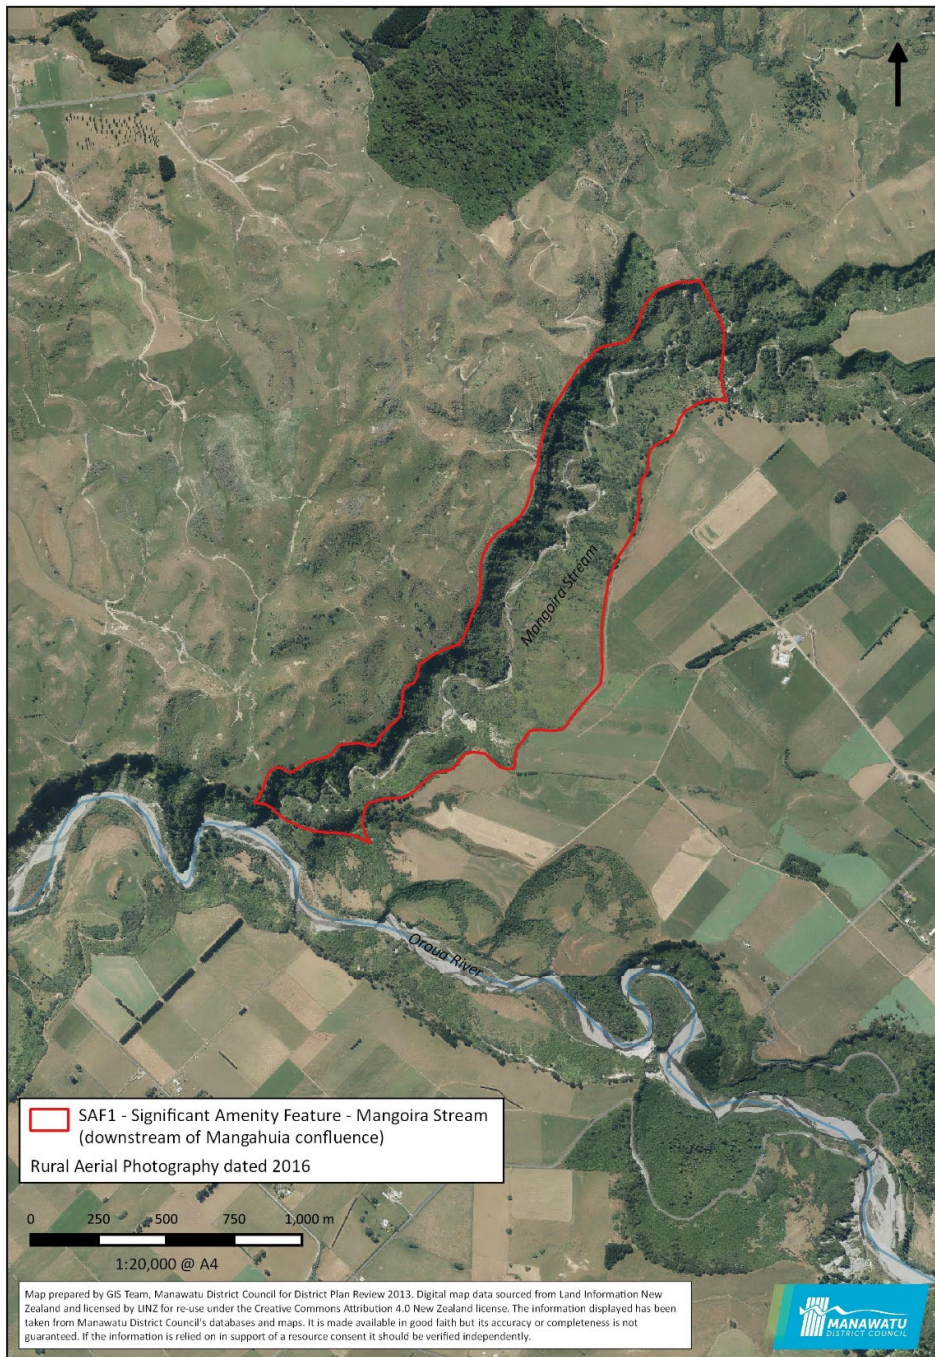 Mangoira Stream
Oroua River
SAF1 - Significant Amenity Feature - Mangoira Stream
(downstream of Mangahuia confluence)
Rural Aerial Photography dated 2016
0 250 500 750 1,000 m
1:20,000 @ A4
Map prepared by GIS Team, Manawatu District Council for District Plan Review 2013. Digital map data sourced from Land Information New
Zealand and licensed by LINZ for re-use under the Creative Commons Attribution 4.0 New Zealand license. The information displayed has been
taken from Manawatu District Council's databases and maps. It is made available in good faith but its accuracy or completeness is not
guaranteed. If the information is relied on in support of a resource consent it should be verified independently.
MANAWATU
DISTRICT COUNCIL